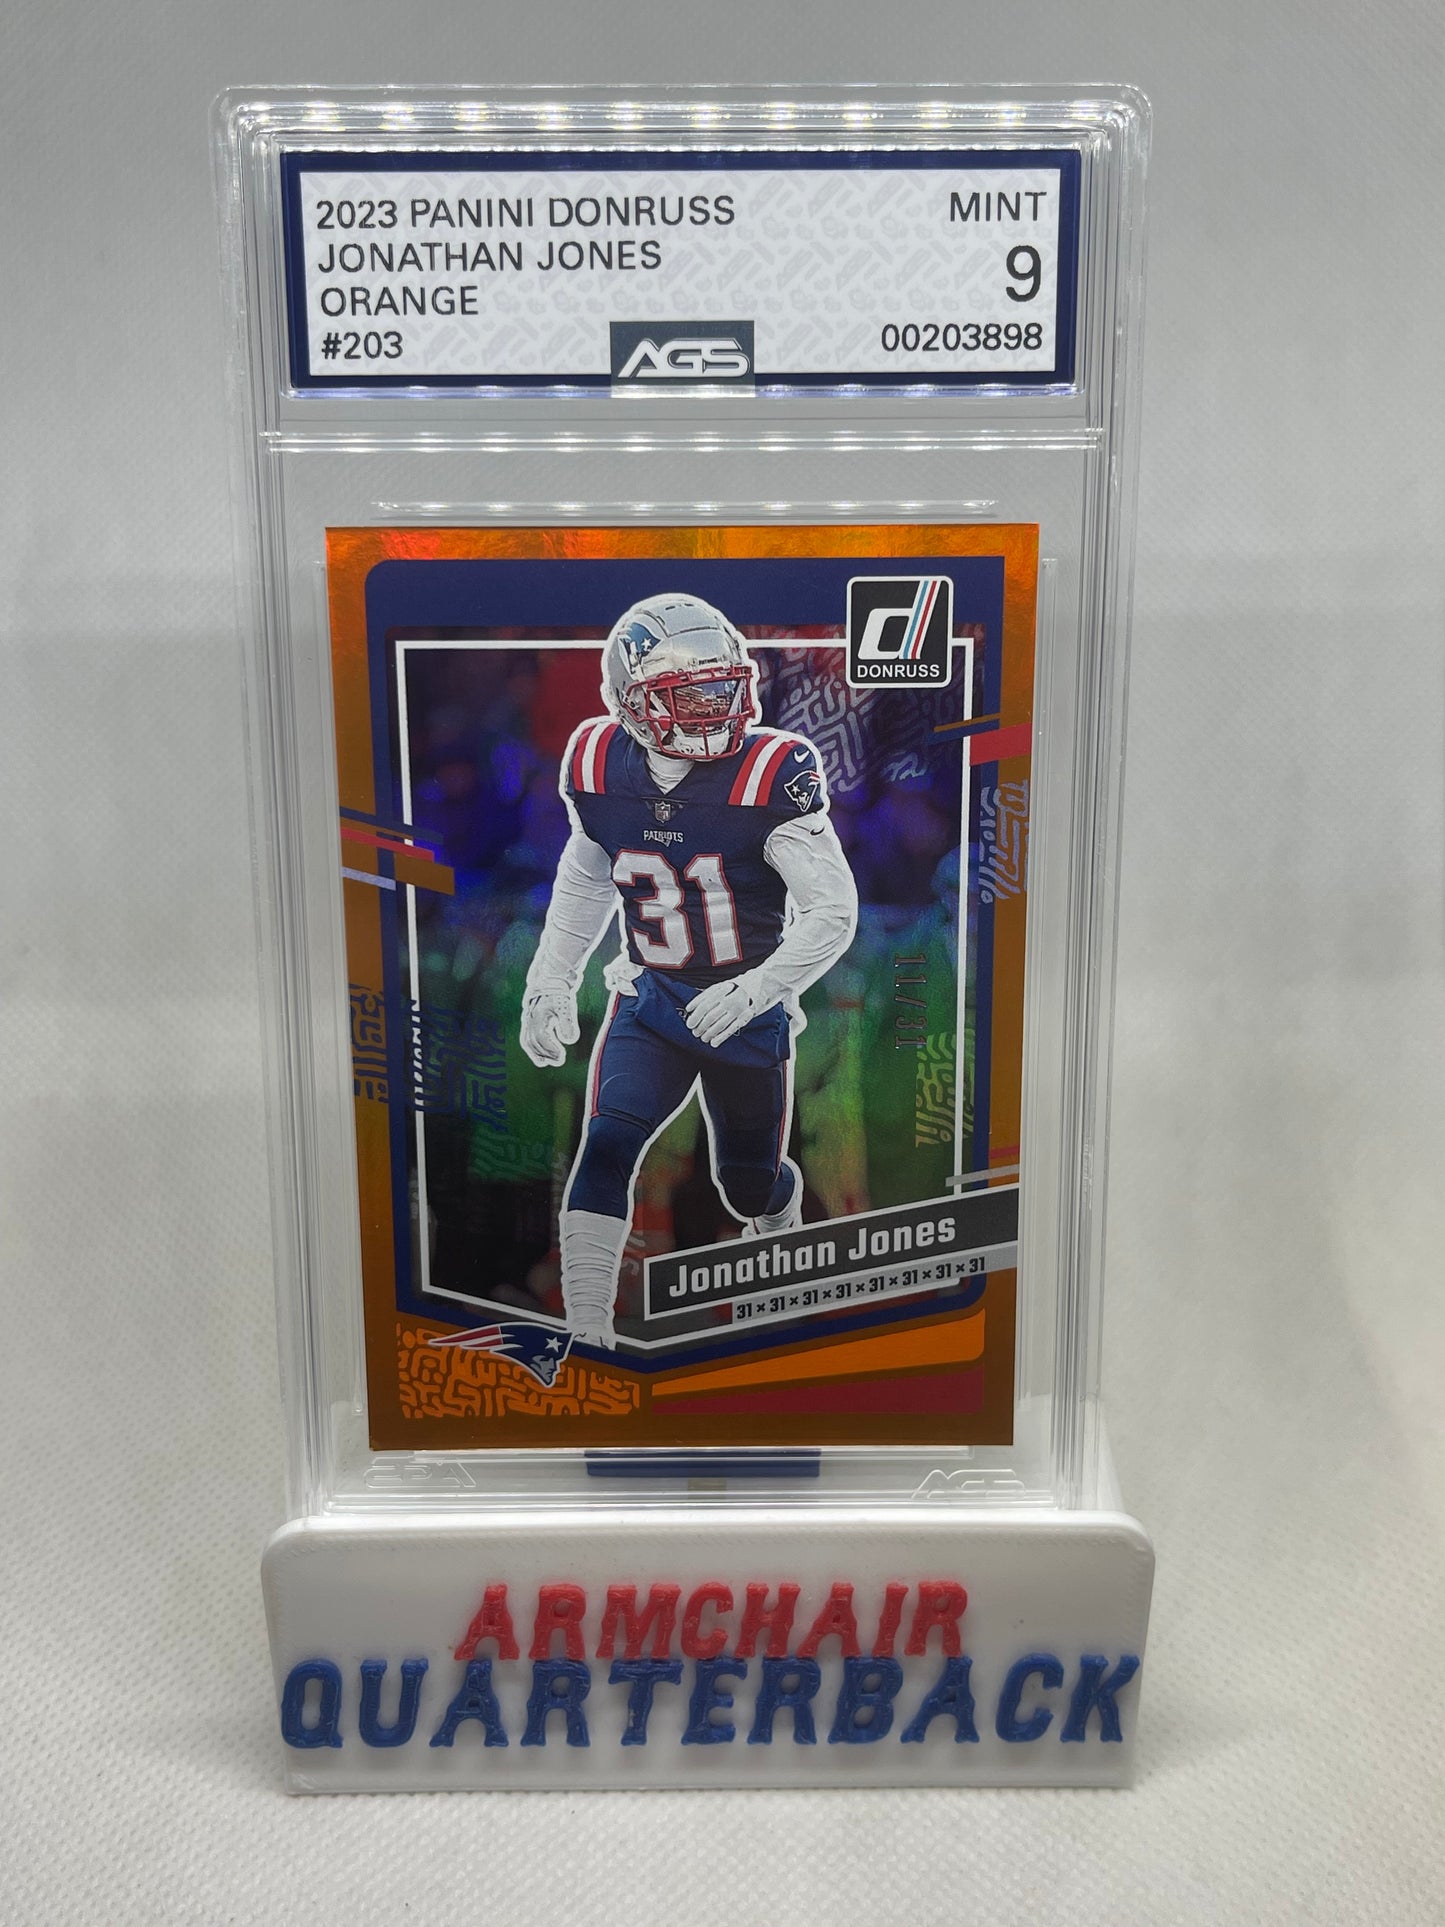 2023 PANINI DONRUSS
JONATHAN JONES
ORANGE
#203
MINT
9
00203898
AGS
d
DONRUSS
PATRIOTS
31
11/31
Jonathan Jones
31 × 31 × 31 × 31 × 31 × 31 × 31 × 31
AGS
ARMCHAIR
QUARTERBACK